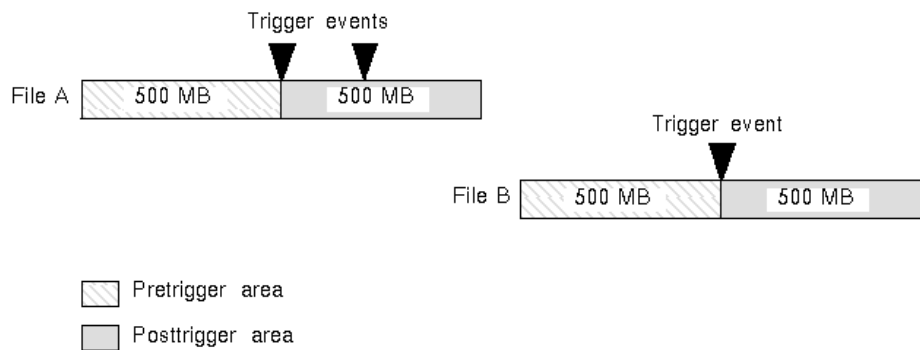 Trigger events
File A 500 MB 500 MB
Trigger event
File B 500 MB 500 MB
Pretrigger area
Posttrigger area